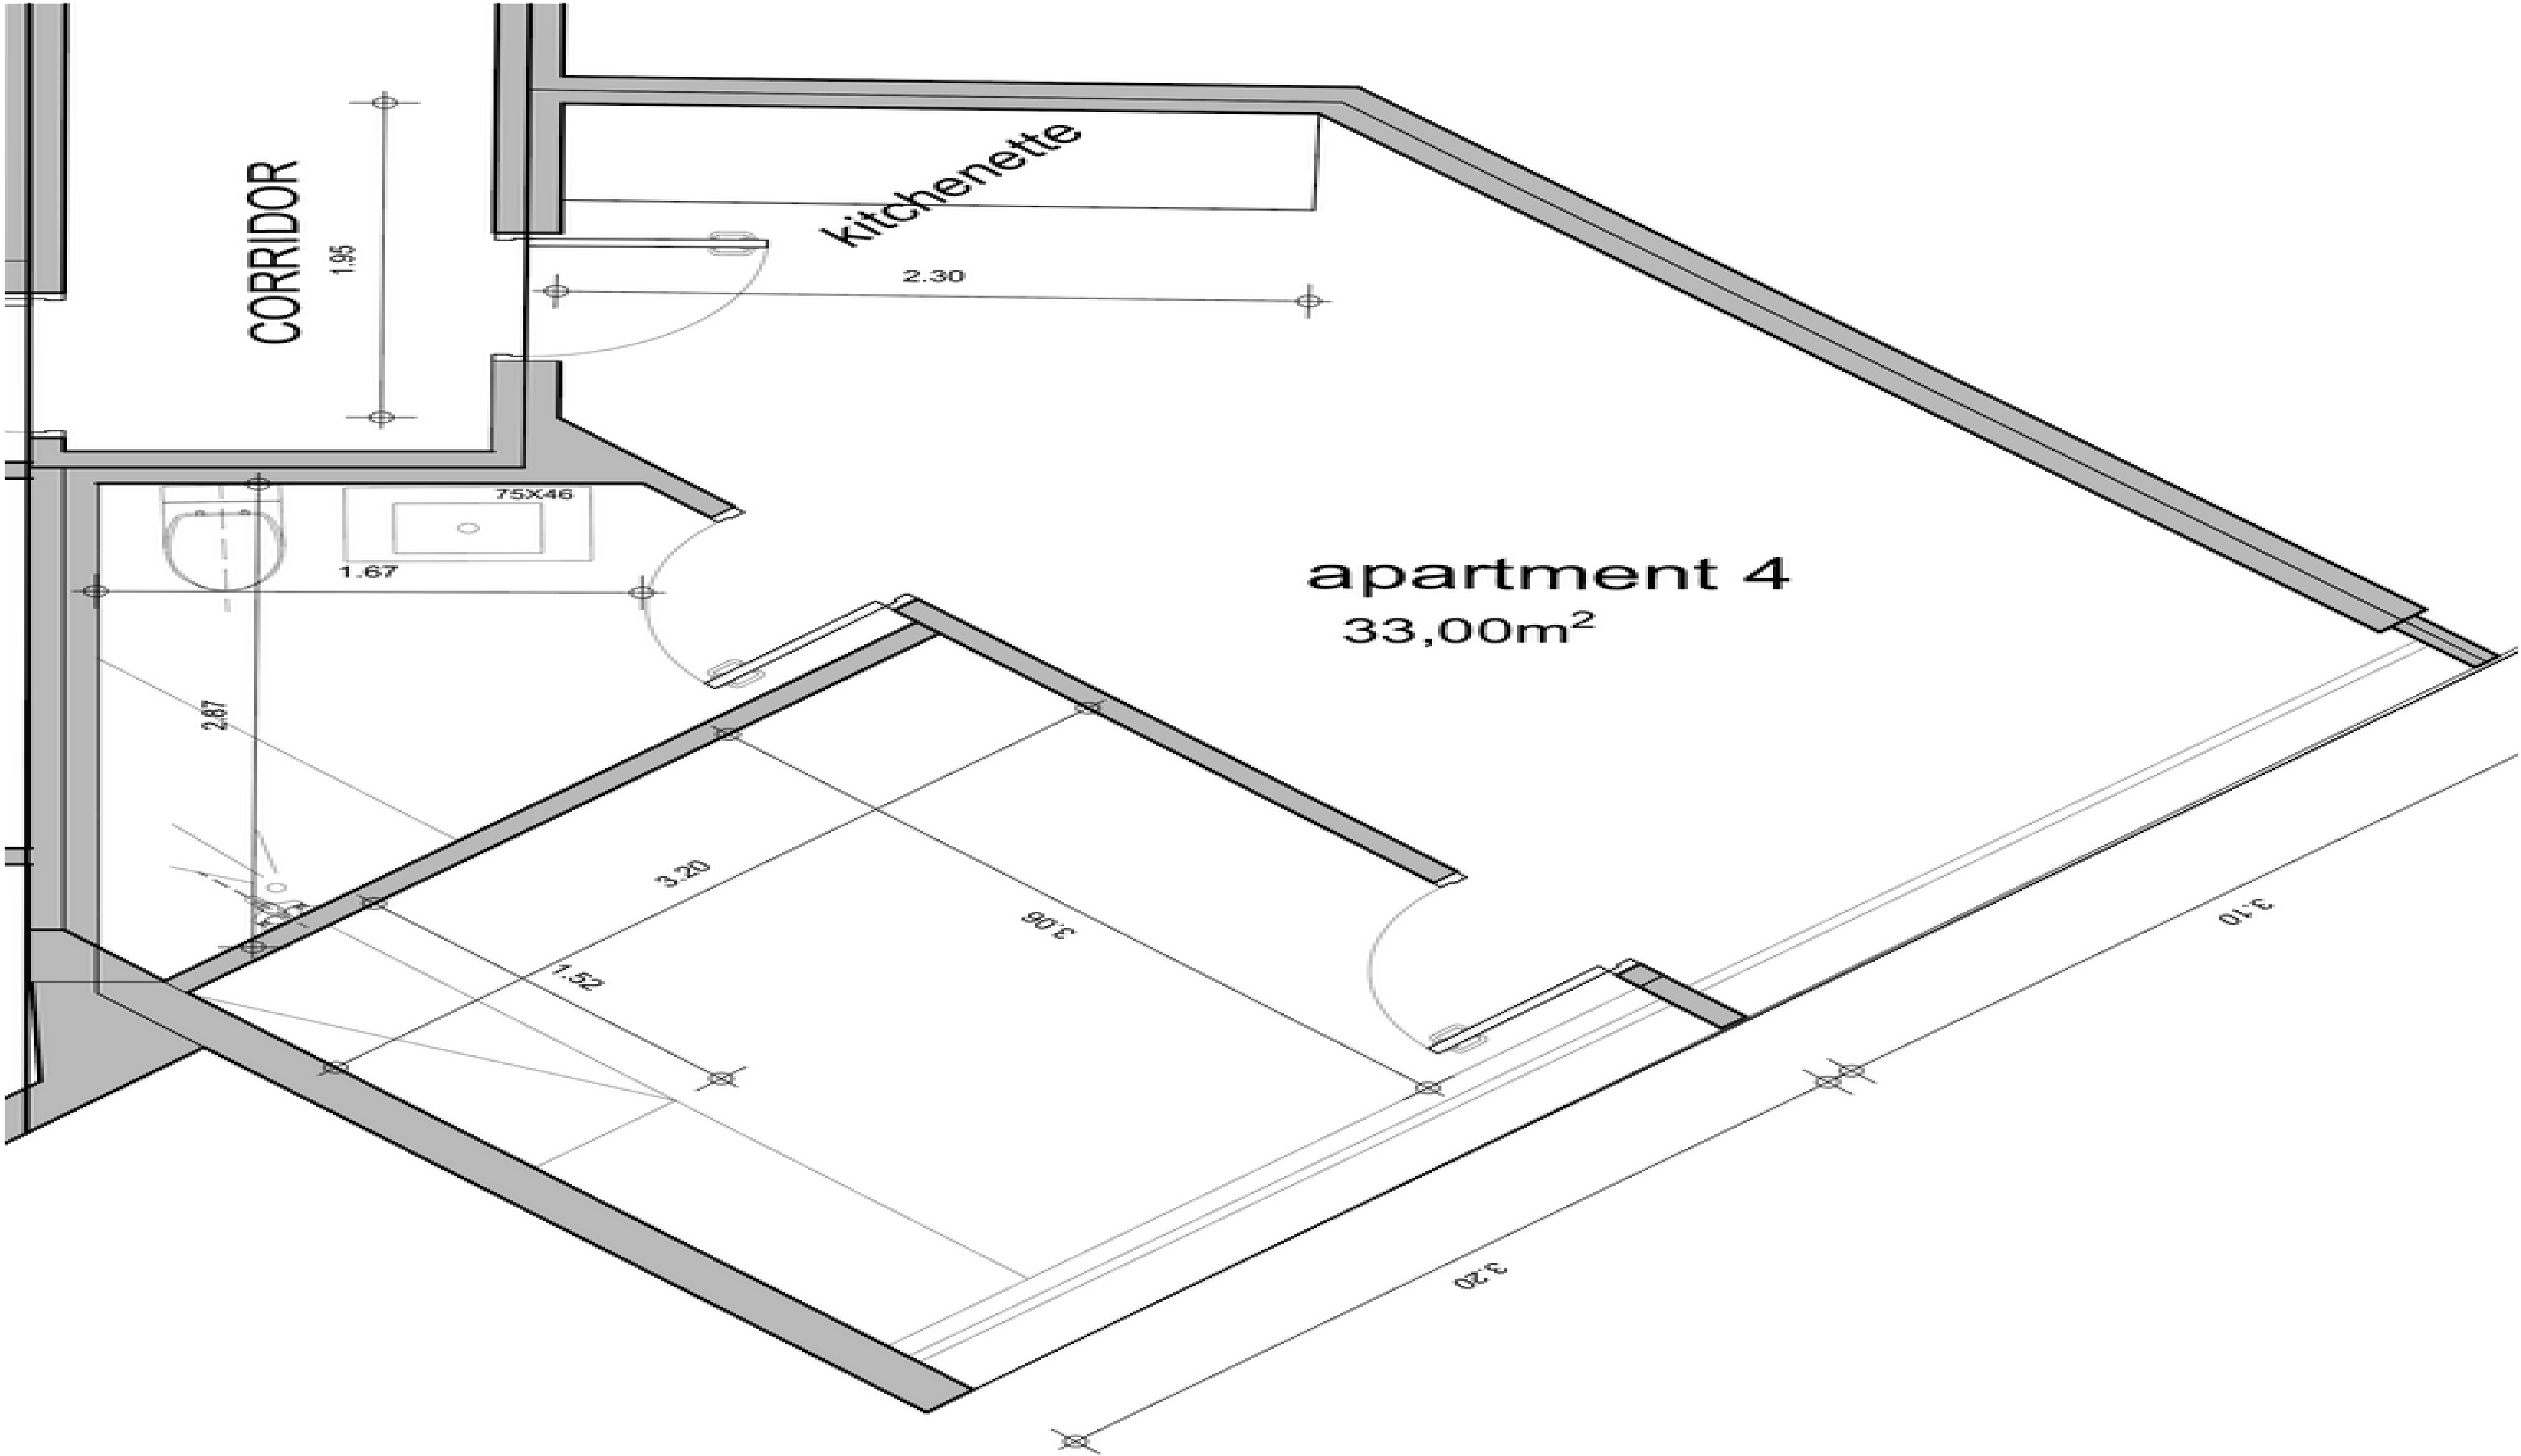 CORRIDOR
1.95
kitchenette
2.30
75X46
1.67
2.87
apartment 4
33,00m²
3.20
3.06
1.52
3.10
3.20